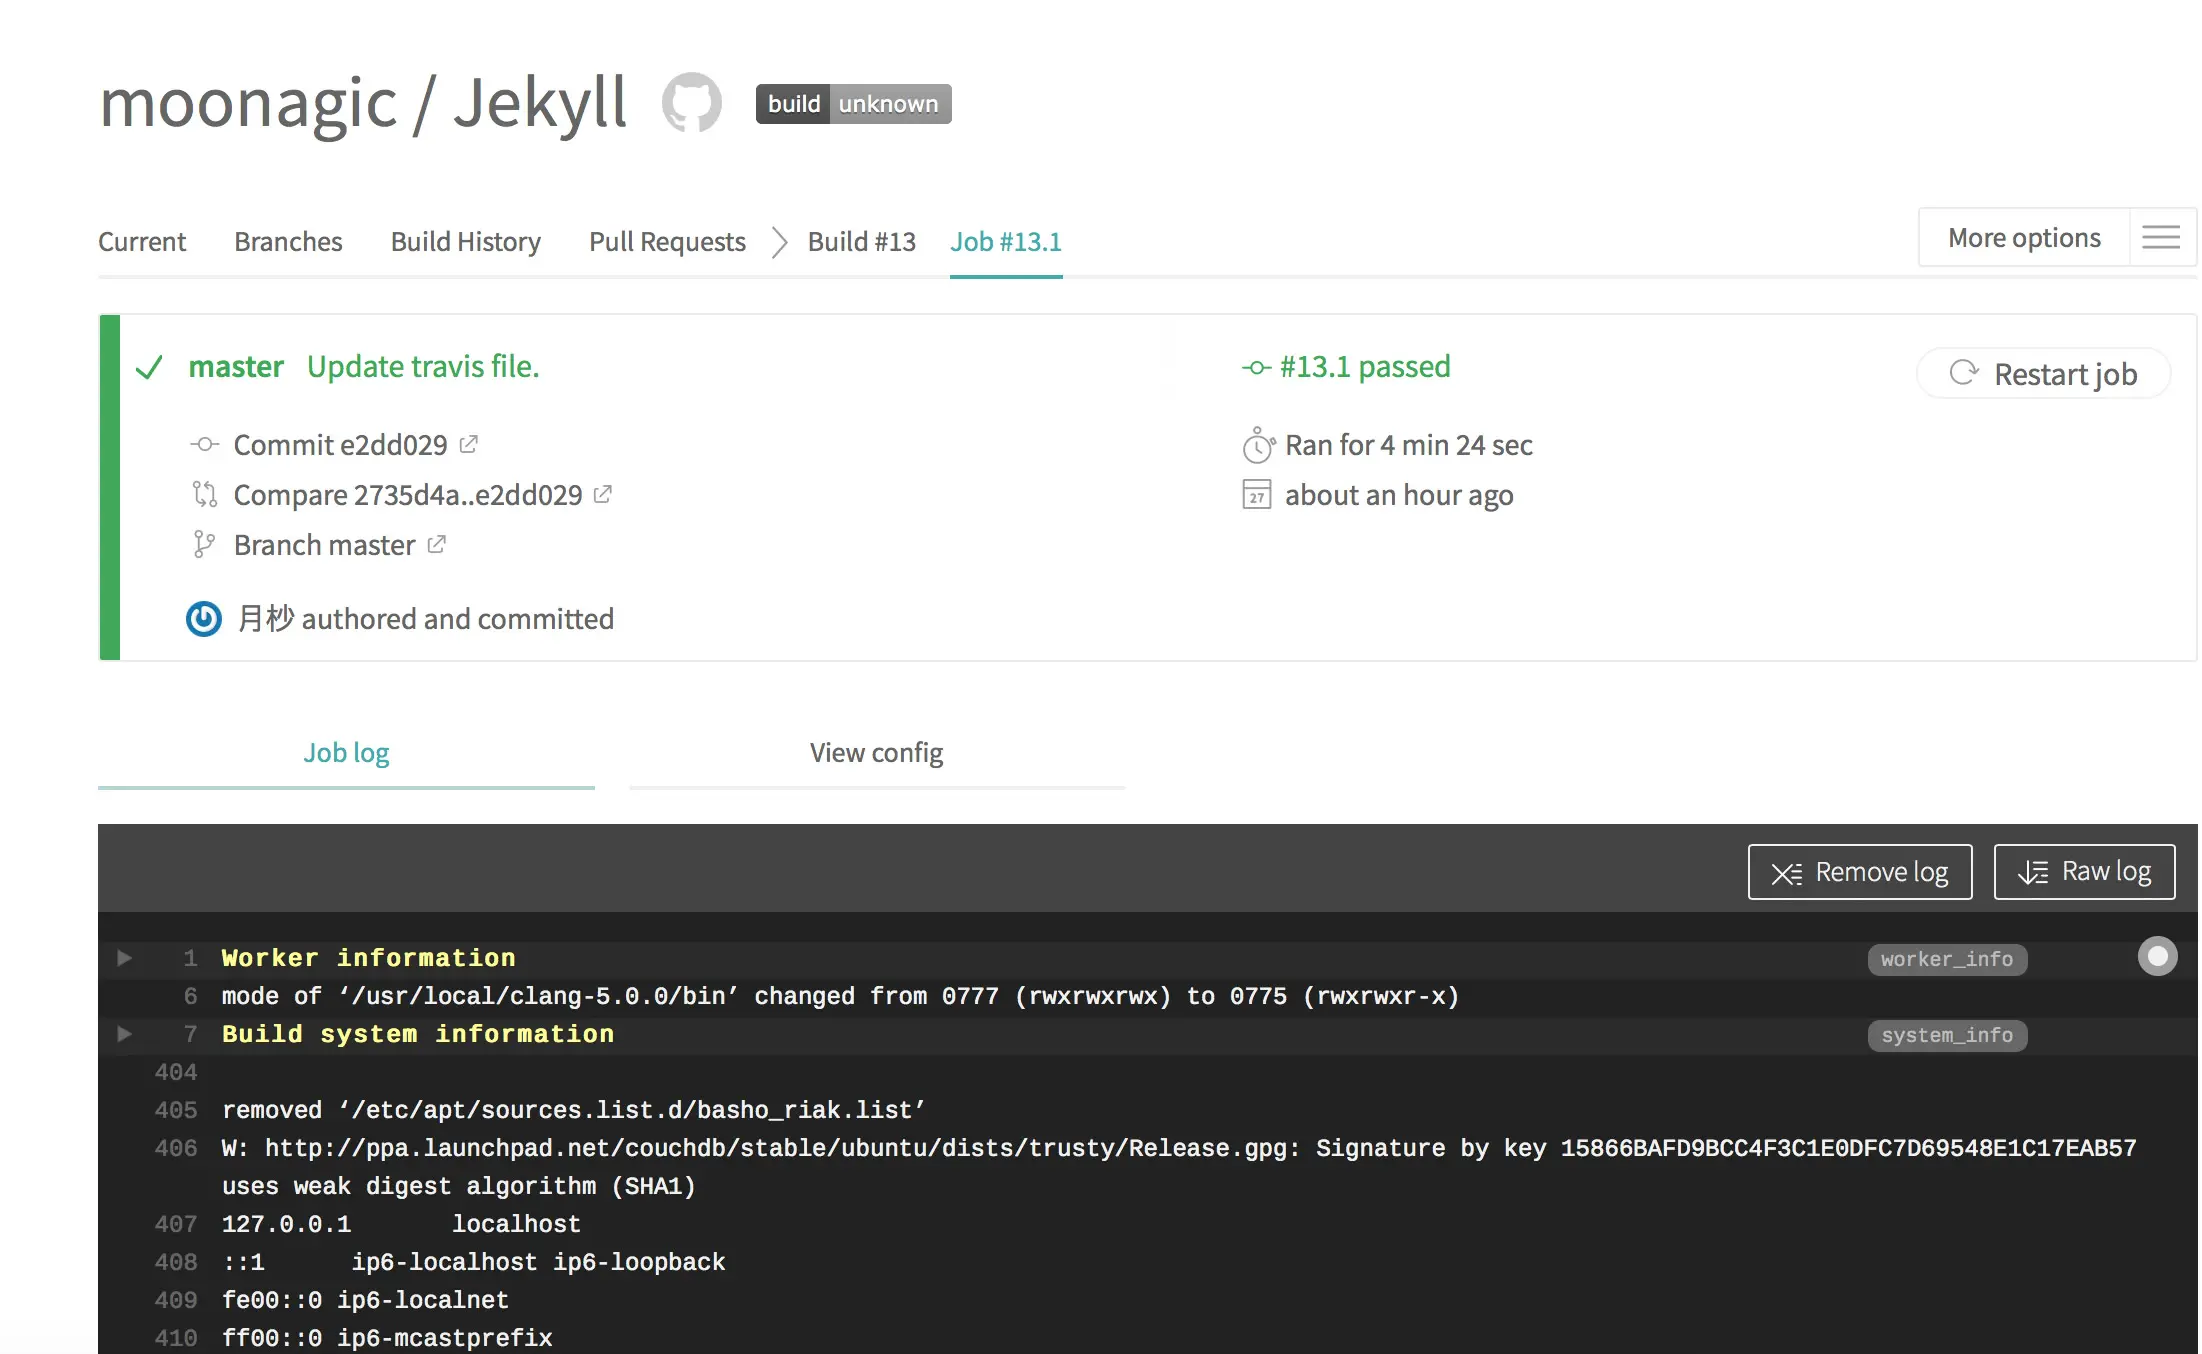 moonagic / Jekyll
build unknown
Current Branches Build History Pull Requests Build #13 Job #13.1
More options
master Update travis file.
#13.1 passed
Restart job
Commit e2dd029
Ran for 4 min 24 sec
Compare 2735d4a..e2dd029
27 about an hour ago
Branch master
月秒 authored and committed
Job log View config
Remove log Raw log
1 Worker information worker_info
6 mode of ‘/usr/local/clang-5.0.0/bin’ changed from 0777 (rwxrwxrwx) to 0775 (rwxrwxr-x)
7 Build system information system_info
404
405 removed ‘/etc/apt/sources.list.d/basho_riak.list’
406 W: http://ppa.launchpad.net/couchdb/stable/ubuntu/dists/trusty/Release.gpg: Signature by key 15866BAFD9BCC4F3C1E0DFC7D69548E1C17EAB57
uses weak digest algorithm (SHA1)
407 127.0.0.1 localhost
408 ::1 ip6-localhost ip6-loopback
409 fe00::0 ip6-localnet
410 ff00::0 ip6-mcastprefix